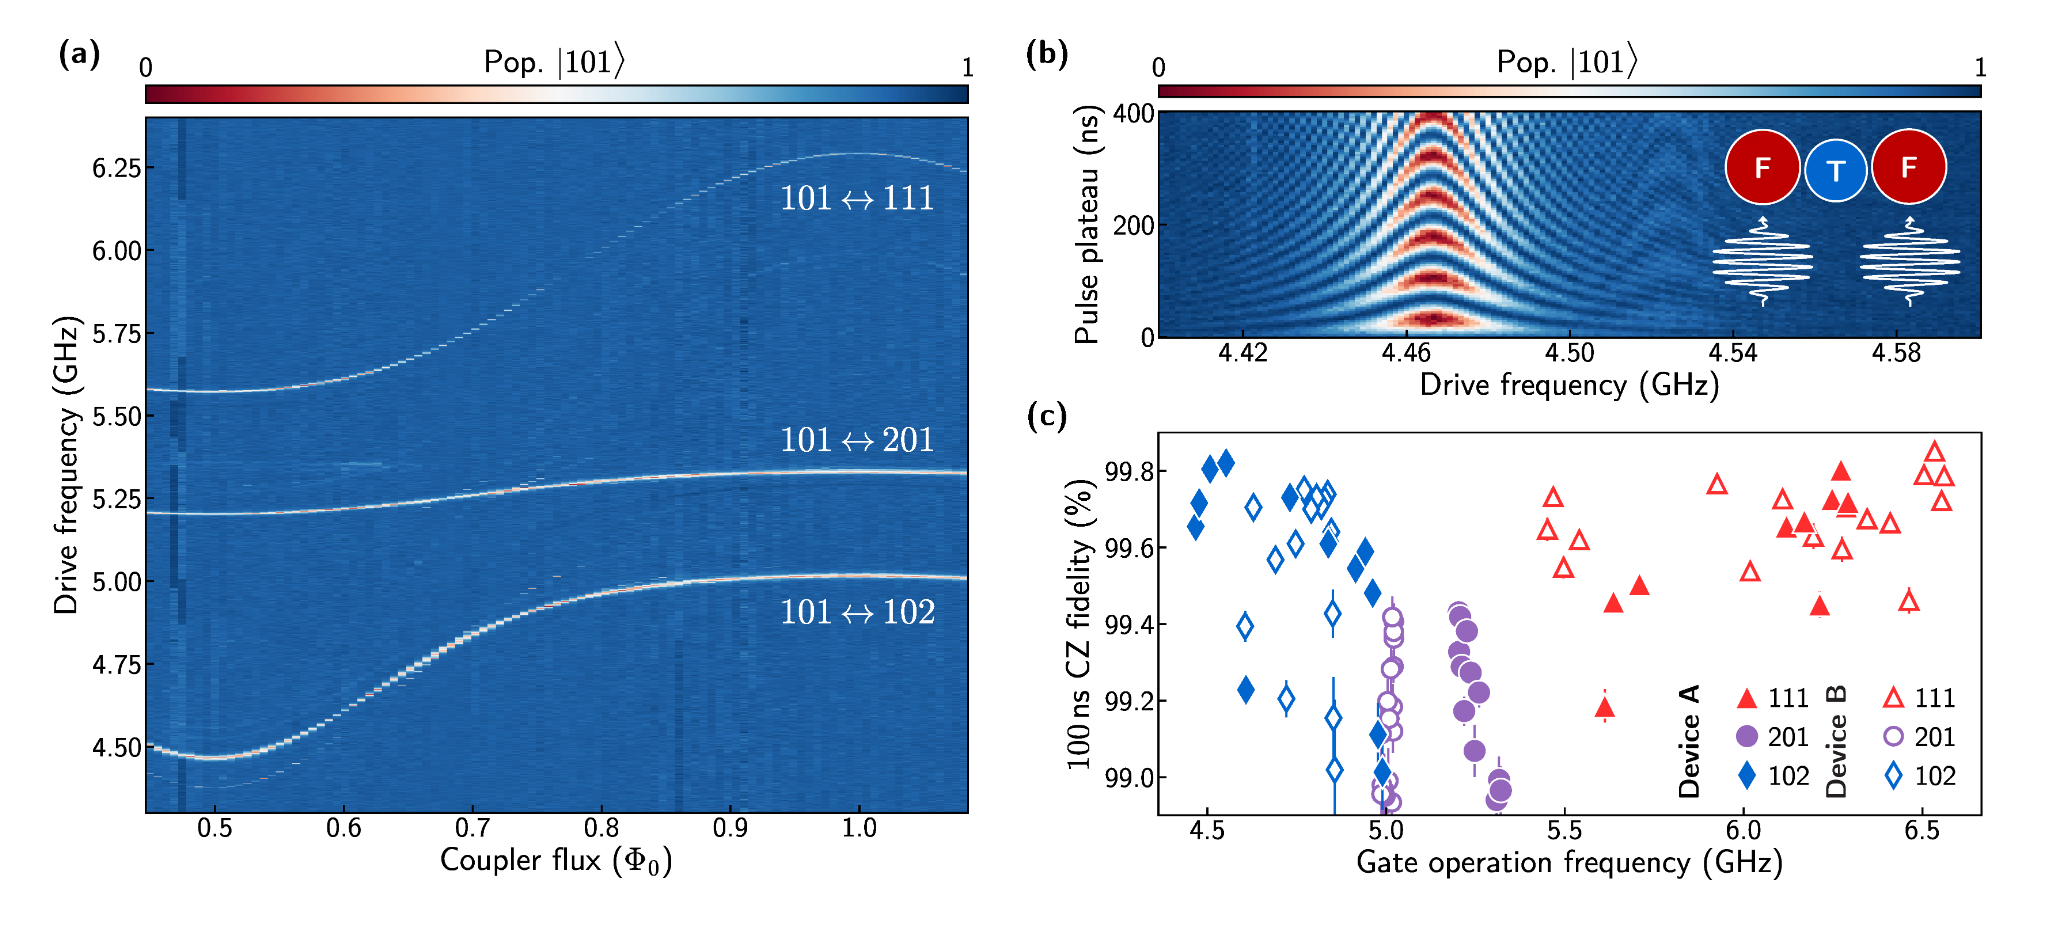 (a)
Pop. |101⟩
0
1
6.25
6.00
5.75
5.50
5.25
5.00
4.75
4.50
Drive frequency (GHz)
101↔111
101↔201
101↔102
0.5 0.6 0.7 0.8 0.9 1.0
Coupler flux (Φ₀)
(b)
Pop. |101⟩
0
1
400
200
0
Pulse plateau (ns)
F T F
4.42 4.46 4.50 4.54 4.58
Drive frequency (GHz)
(c)
99.8
99.6
99.4
99.2
99.0
100 ns CZ fidelity (%)
Device A
111
201
102
Device B
111
201
102
4.5 5.0 5.5 6.0 6.5
Gate operation frequency (GHz)